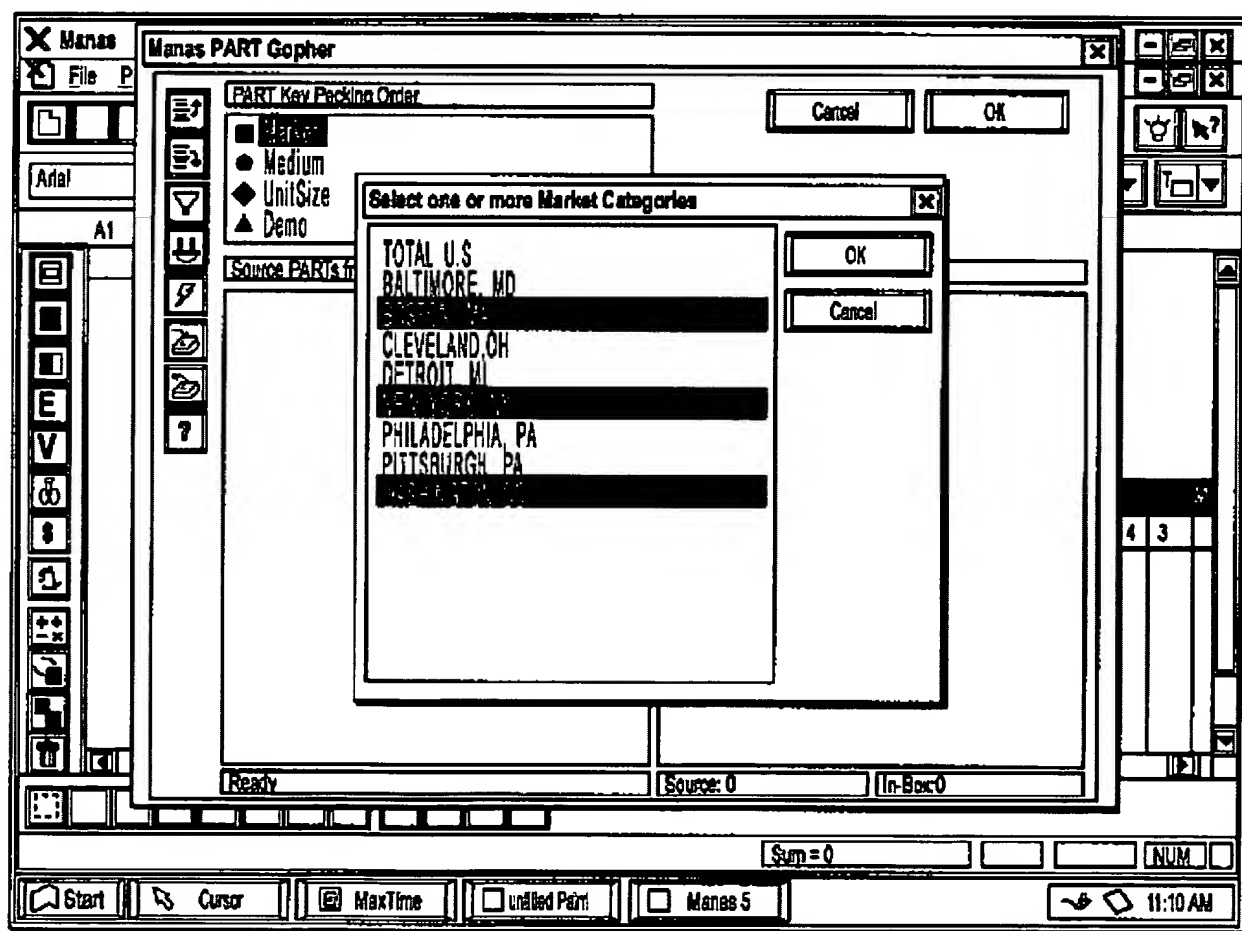 Manas
Manas PART Gopher
File P
PART Key Packing Order
Cancel
OK
Market
Medium
UnitSize
Demo
Arial
A1
Select one or more Market Categories
TOTAL U.S
BALTIMORE, MD
CLEVELAND,OH
DETROIT, MI
PHILADELPHIA, PA
PITTSBURGH, PA
OK
Cancel
Source PARTs fr
E
V
$
?
4 3
Ready
Source: 0
In-Box:0
Sum = 0
NUM
Start
Cursor
MaxTime
untitled Paint
Manas 5
11:10 AM